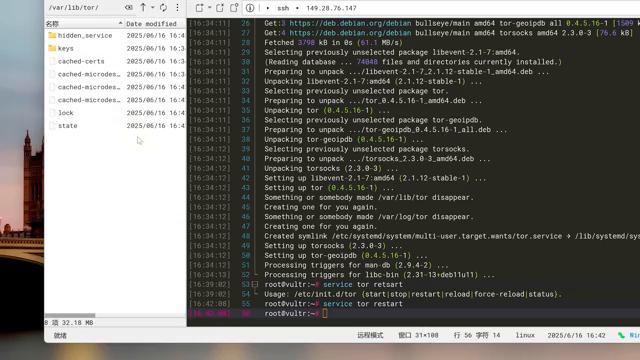 /var/lib/tor/
名称 Date modified
hidden_service 2025/06/16 16:4
keys 2025/06/16 16:3
cached-certs 2025/06/16 16:3
cached-microdes… 2025/06/16 16:3
cached-microdes… 2025/06/16 16:4
cached-microdes… 2025/06/16 16:4
lock 2025/06/16 16:4
state 2025/06/16 16:4
8 项 32.18 MB
就绪
ssh • 149.28.76.147
[16:34:11] 26 Get:3 https://deb.debian.org/debian bullseye/main amd64 tor-geoipdb all 0.4.5.16-1 [1509
[16:34:11] 27 Get:4 https://deb.debian.org/debian bullseye/main amd64 torsocks amd64 2.3.0-3 [76.6 kB]
[16:34:11] 28 Fetched 3798 kB in 0s (61.1 MB/s)
[16:34:11] 29 Selecting previously unselected package libevent-2.1-7:amd64.
[16:34:11] 30 (Reading database ... 74048 files and directories currently installed.)
[16:34:11] 31 Preparing to unpack .../libevent-2.1-7_2.1.12-stable-1_amd64.deb ...
[16:34:11] 32 Unpacking libevent-2.1-7:amd64 (2.1.12-stable-1) ...
[16:34:11] 33 Selecting previously unselected package tor.
[16:34:11] 34 Preparing to unpack .../tor_0.4.5.16-1_amd64.deb ...
[16:34:11] 35 Unpacking tor (0.4.5.16-1) ...
[16:34:11] 36 Selecting previously unselected package tor-geoipdb.
[16:34:11] 37 Preparing to unpack .../tor-geoipdb_0.4.5.16-1_all.deb ...
[16:34:11] 38 Unpacking tor-geoipdb (0.4.5.16-1) ...
[16:34:12] 39 Selecting previously unselected package torsocks.
[16:34:12] 40 Preparing to unpack .../torsocks_2.3.0-3_amd64.deb ...
[16:34:12] 41 Unpacking torsocks (2.3.0-3) ...
[16:34:12] 42 Setting up libevent-2.1-7:amd64 (2.1.12-stable-1) ...
[16:34:12] 43 Setting up tor (0.4.5.16-1) ...
[16:34:12] 44 Something or somebody made /var/lib/tor disappear.
[16:34:12] 45 Creating one for you again.
[16:34:12] 46 Something or somebody made /var/log/tor disappear.
[16:34:12] 47 Creating one for you again.
[16:34:12] 48 Created symlink /etc/systemd/system/multi-user.target.wants/tor.service → /lib/systemd/sy
[16:34:12] 49 Setting up torsocks (2.3.0-3) ...
[16:34:12] 50 Setting up tor-geoipdb (0.4.5.16-1) ...
[16:34:12] 51 Processing triggers for man-db (2.9.4-2) ...
[16:34:13] 52 Processing triggers for libc-bin (2.31-13+deb11u11) ...
[16:39:02] 53 root@vultr:~# service tor retsart
[16:39:02] 54 Usage: /etc/init.d/tor {start|stop|restart|reload|force-reload|status}.
[16:42:08] 55 root@vultr:~# service tor restart
[16:42:08] 56 root@vultr:~#
远程模式 窗口 31×108 行 56 字符 14 linux 2025/6/16 16:42